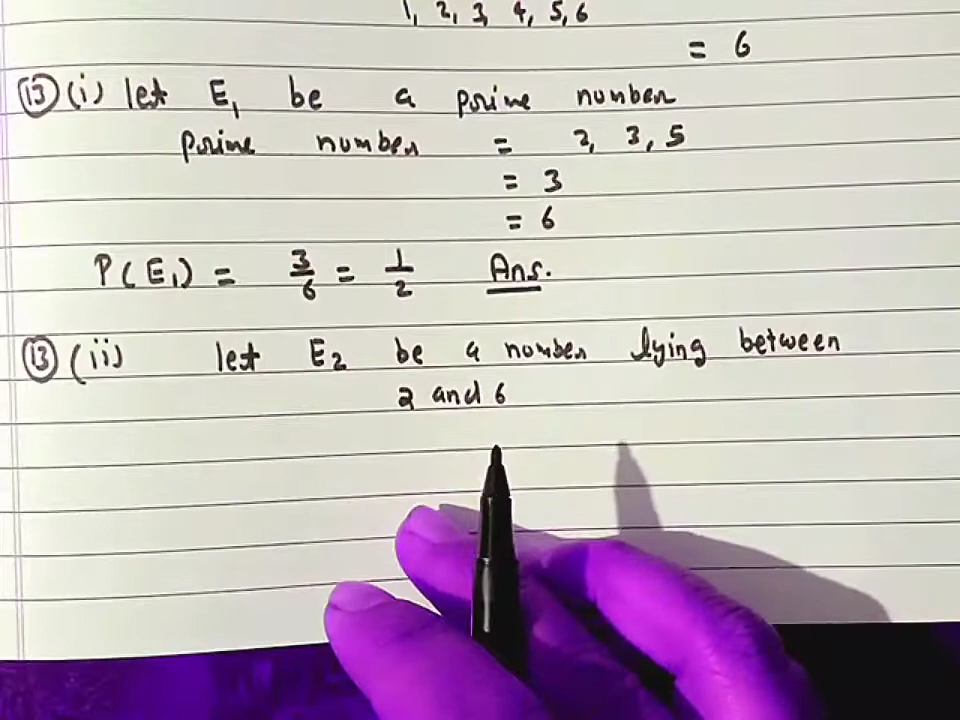 1, 2, 3, 4, 5, 6
= 6
13 (i) let E1 be a prime number
prime number = 2, 3, 5
= 3
= 6
P(E1) = 3/6 = 1/2 Ans.
13 (ii) let E2 be a number lying between
2 and 6